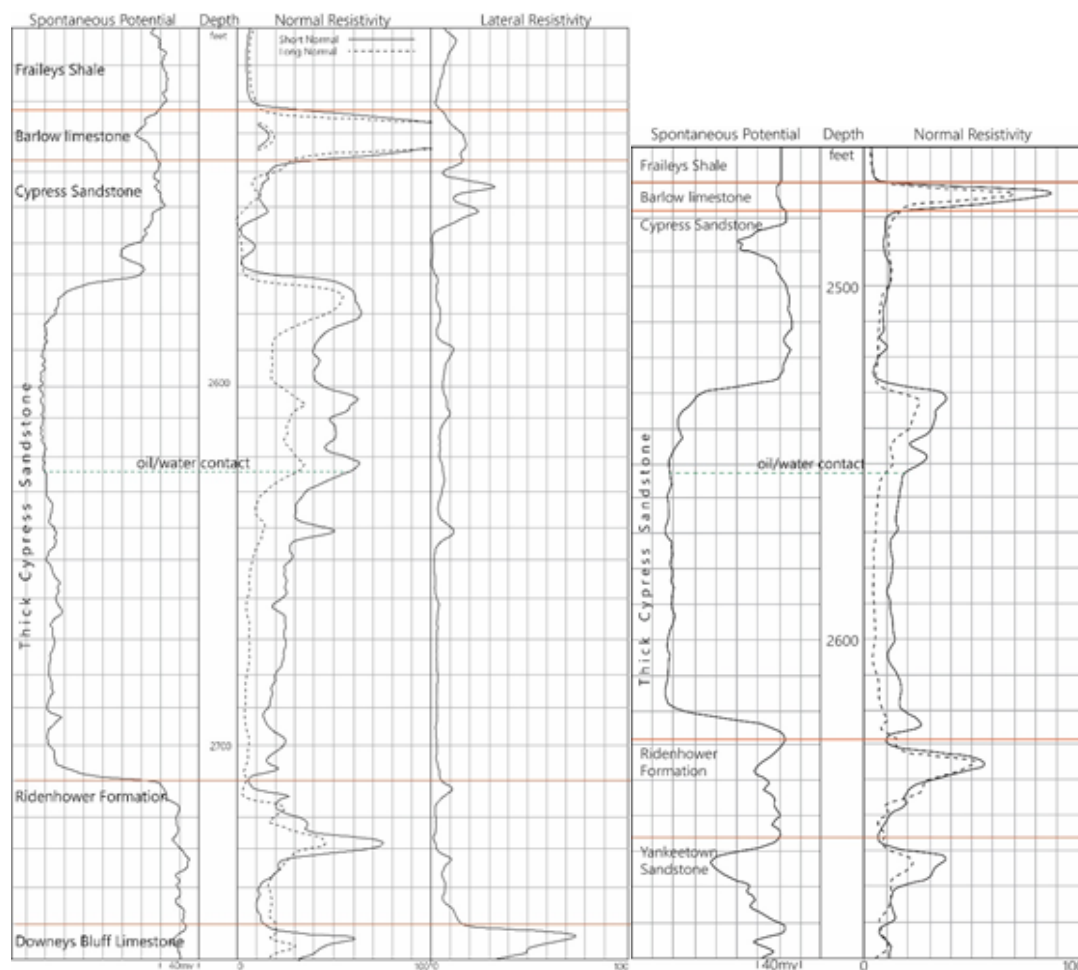 Spontaneous Potential Depth Normal Resistivity Lateral Resistivity
feet
Short Normal
Long Normal
Fraileys Shale
Barlow limestone
Cypress Sandstone
2600
oil/water contact
Thick Cypress Sandstone
2700
Ridenhower Formation
Downeys Bluff Limestone
40mv 0 100
Spontaneous Potential Depth Normal Resistivity
feet
Fraileys Shale
Barlow limestone
Cypress Sandstone
2500
oil/water contact
Thick Cypress Sandstone
2600
Ridenhower
Formation
Yankeetown
Sandstone
40mv 0